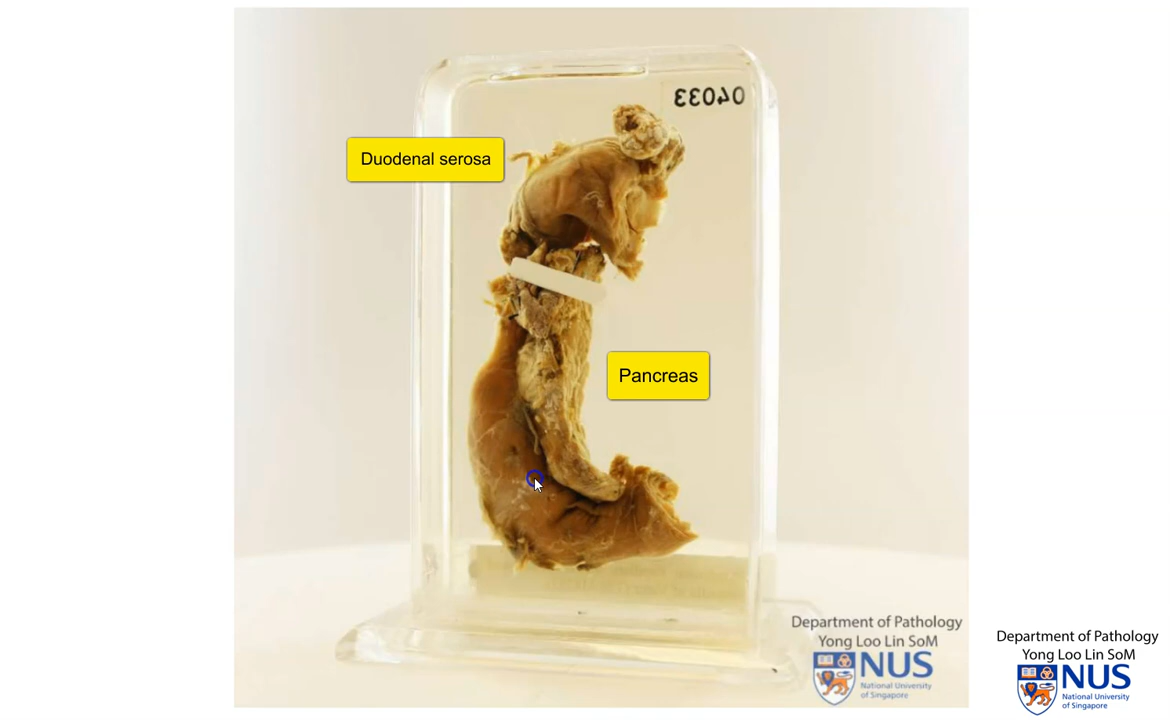 04033
Duodenal serosa
Pancreas
Department of Pathology
Yong Loo Lin SoM
NUS
National University
of Singapore
Department of Pathology
Yong Loo Lin SoM
NUS
National University
of Singapore